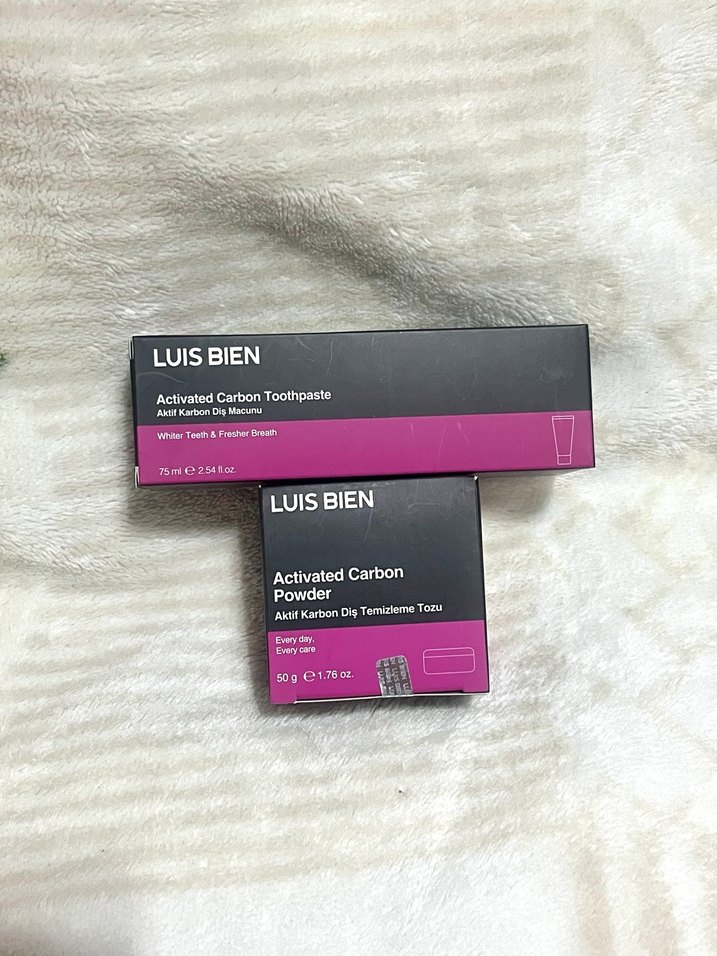 LUIS BIEN
Activated Carbon Toothpaste
Aktif Karbon Diş Macunu
Whiter Teeth & Fresher Breath
75 ml ℮ 2.54 fl.oz.
LUIS BIEN
Activated Carbon
Powder
Aktif Karbon Diş Temizleme Tozu
Every day,
Every care
50 g ℮ 1.76 oz.